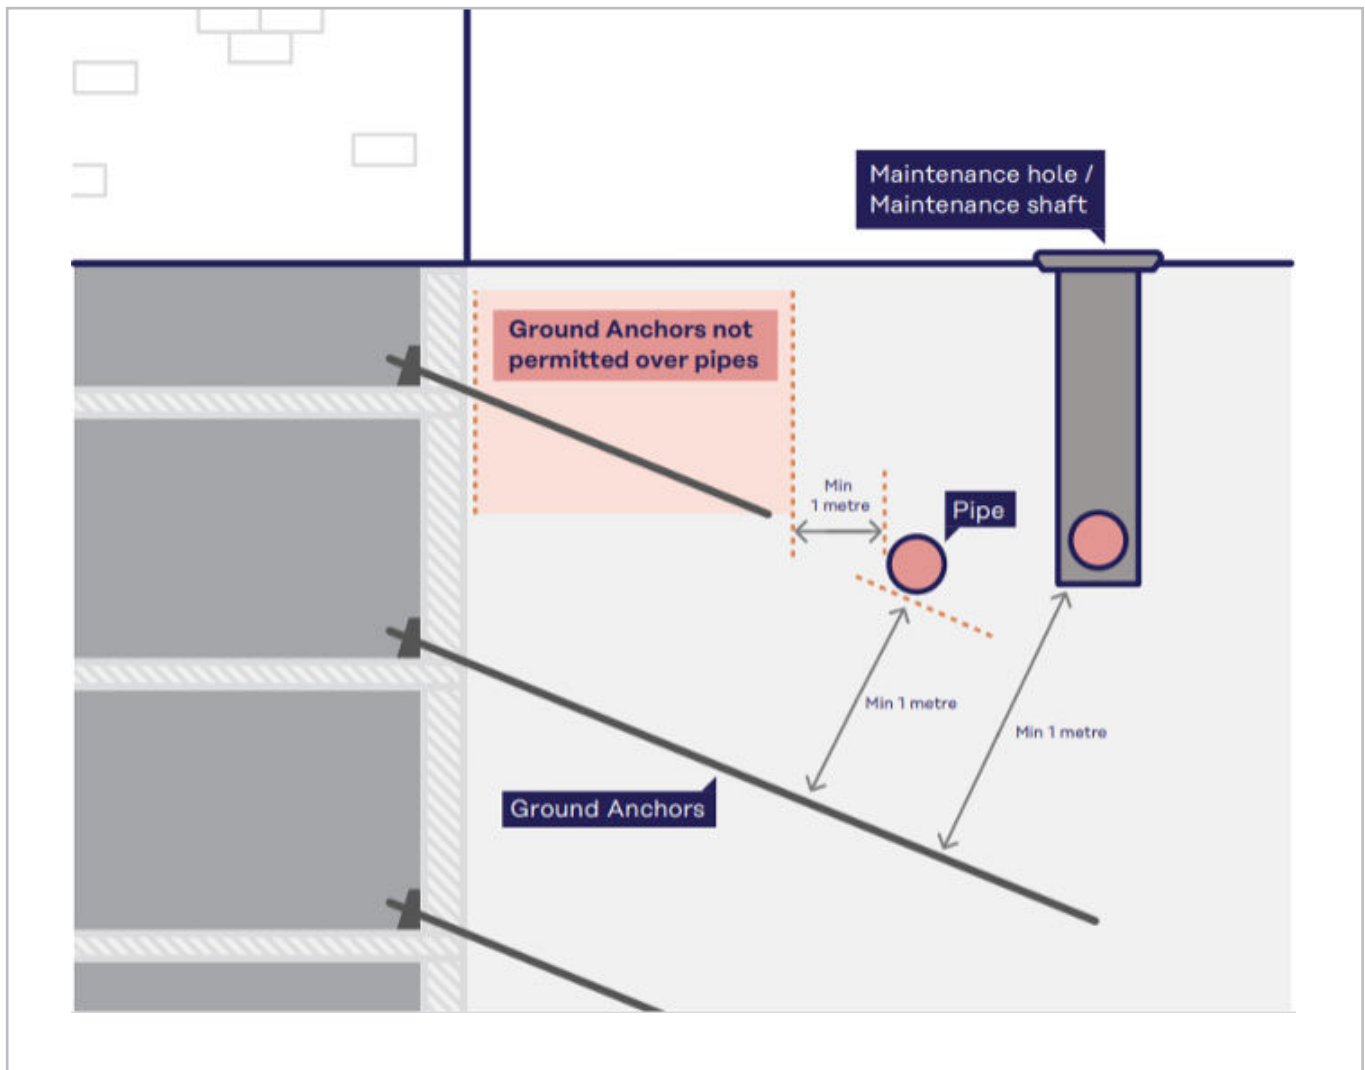 Maintenance hole /
Maintenance shaft
Ground Anchors not
permitted over pipes
Min
1 metre
Pipe
Min 1 metre
Min 1 metre
Ground Anchors